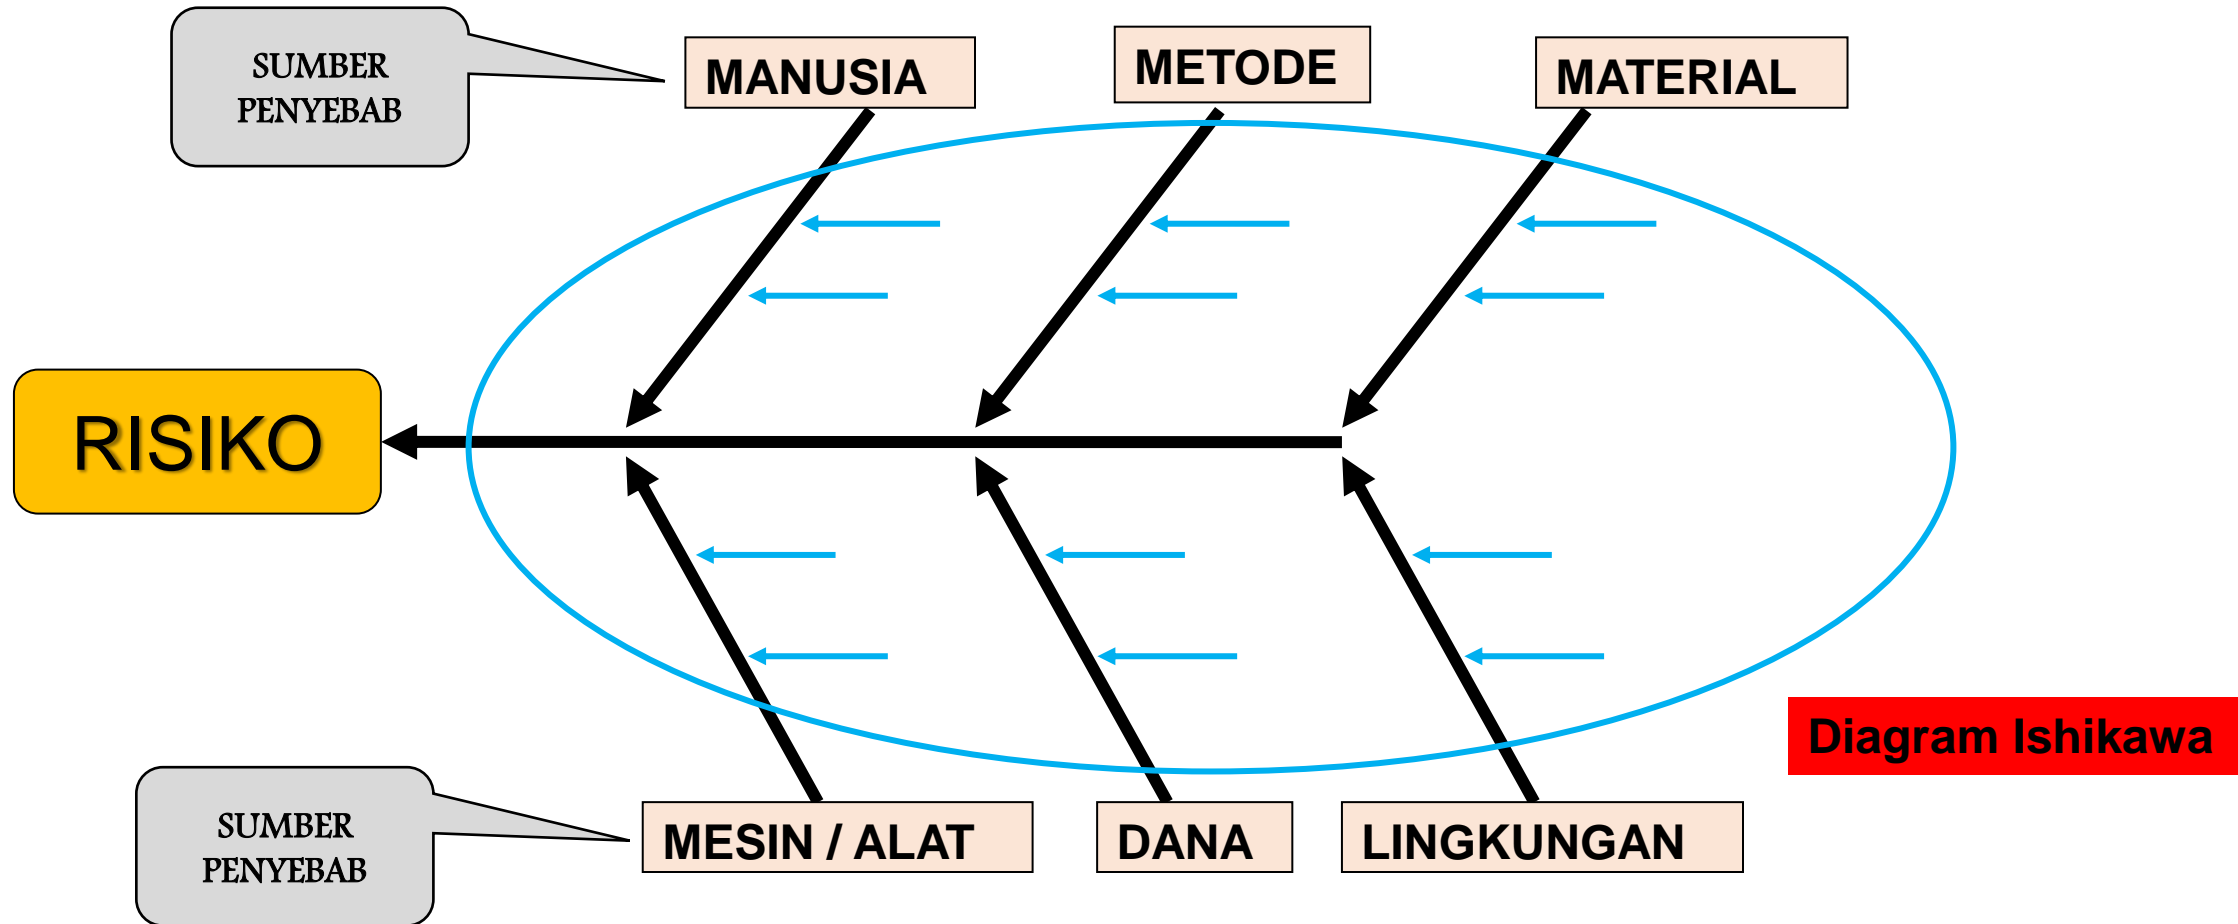 SUMBER
PENYEBAB
MANUSIA
METODE
MATERIAL
RISIKO
Diagram Ishikawa
SUMBER
PENYEBAB
MESIN / ALAT
DANA
LINGKUNGAN